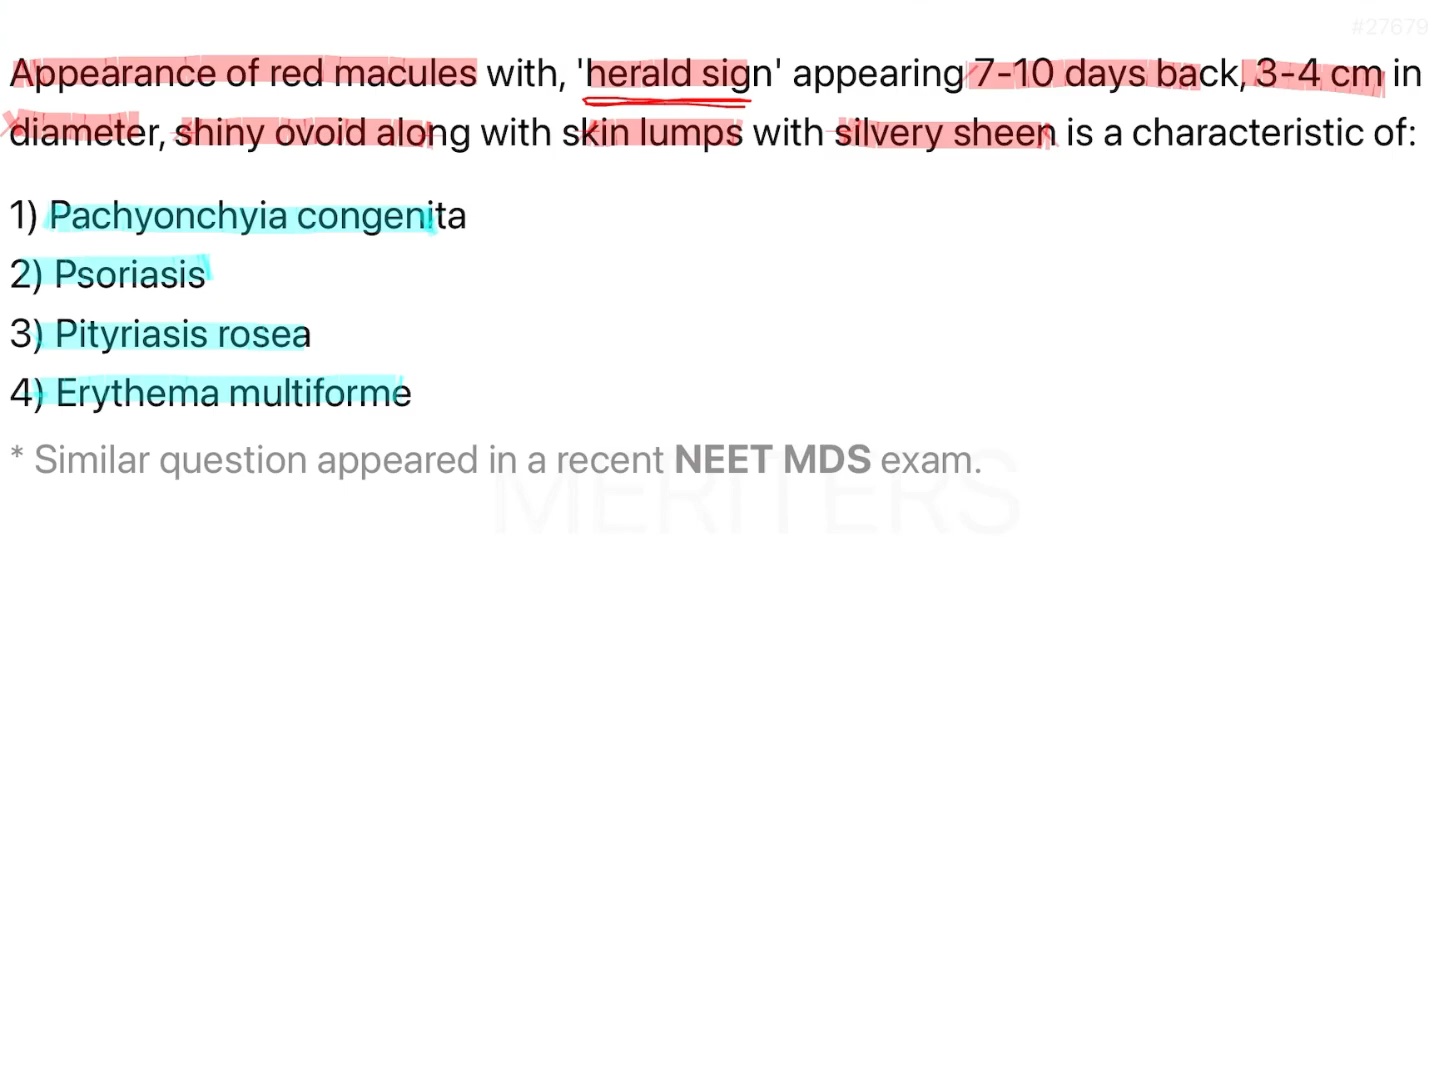 #27679
Appearance of red macules with, 'herald sign' appearing 7-10 days back, 3-4 cm in
diameter, shiny ovoid along with skin lumps with silvery sheen is a characteristic of:
1) Pachyonchyia congenita
2) Psoriasis
3) Pityriasis rosea
4) Erythema multiforme
* Similar question appeared in a recent NEET MDS exam.
MERITERS